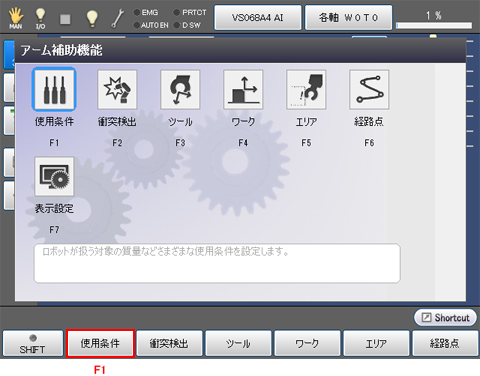 MAN
I/O
EMG
AUTO EN
PRTCT
D SW
VS068A4 AI
各軸 W0T0
1 %
アーム補助機能
使用条件
衝突検出
ツール
ワーク
エリア
経路点
F1
F2
F3
F4
F5
F6
表示設定
F7
ロボットが扱う対象の質量などさまざまな使用条件を設定します。
Shortcut
SHIFT
使用条件
衝突検出
ツール
ワーク
エリア
経路点
F1